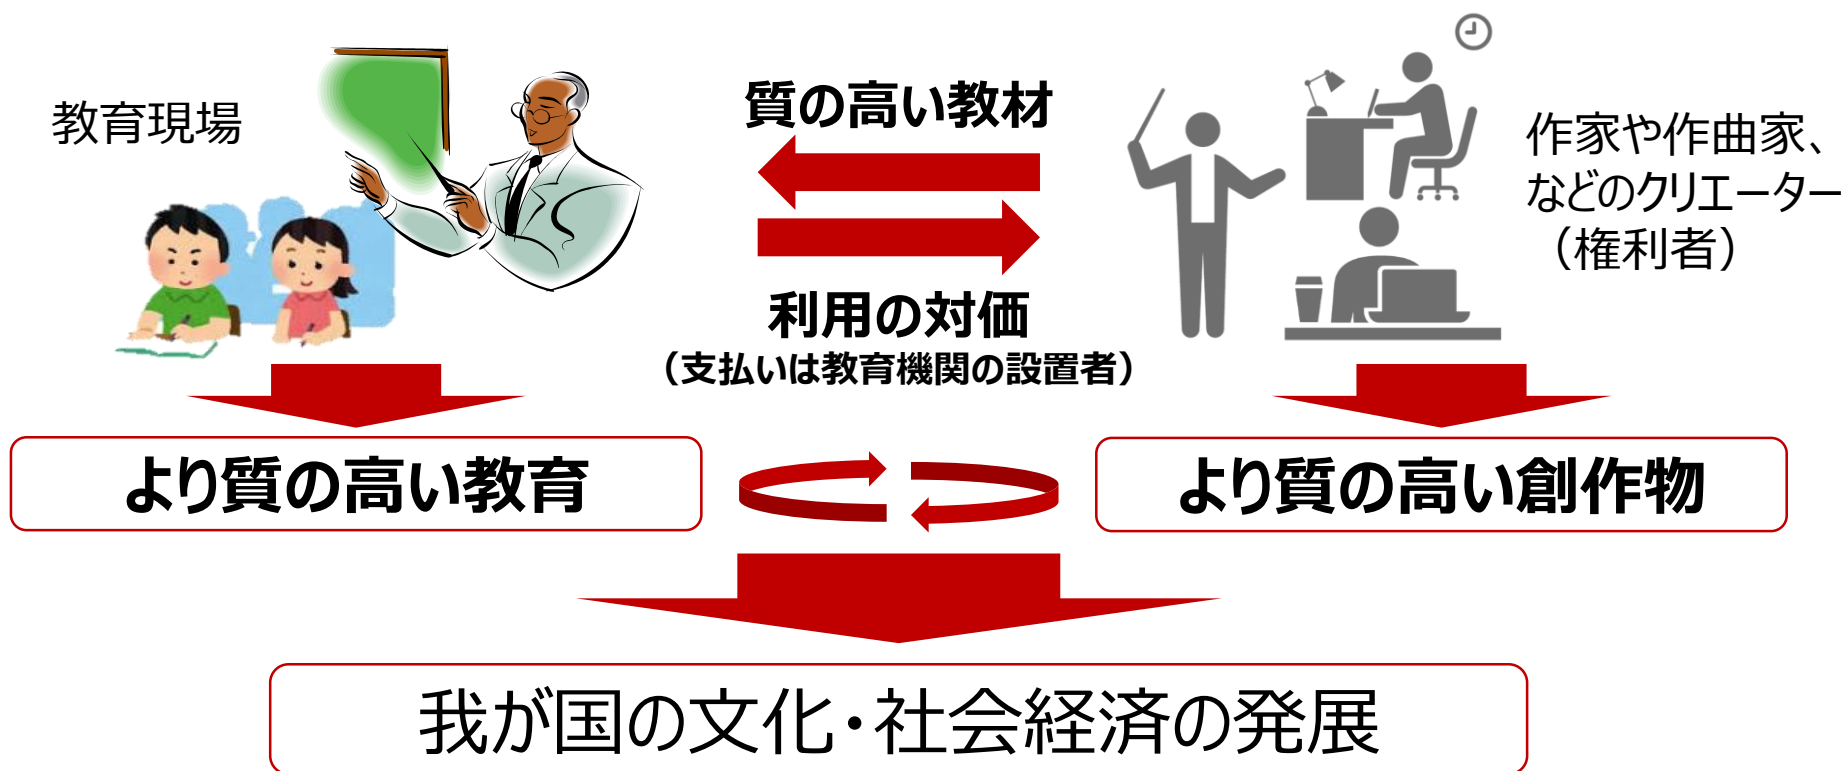 教育現場
質の高い教材
作家や作曲家、
などのクリエーター
（権利者）
利用の対価
（支払いは教育機関の設置者）
より質の高い教育
より質の高い創作物
我が国の文化・社会経済の発展